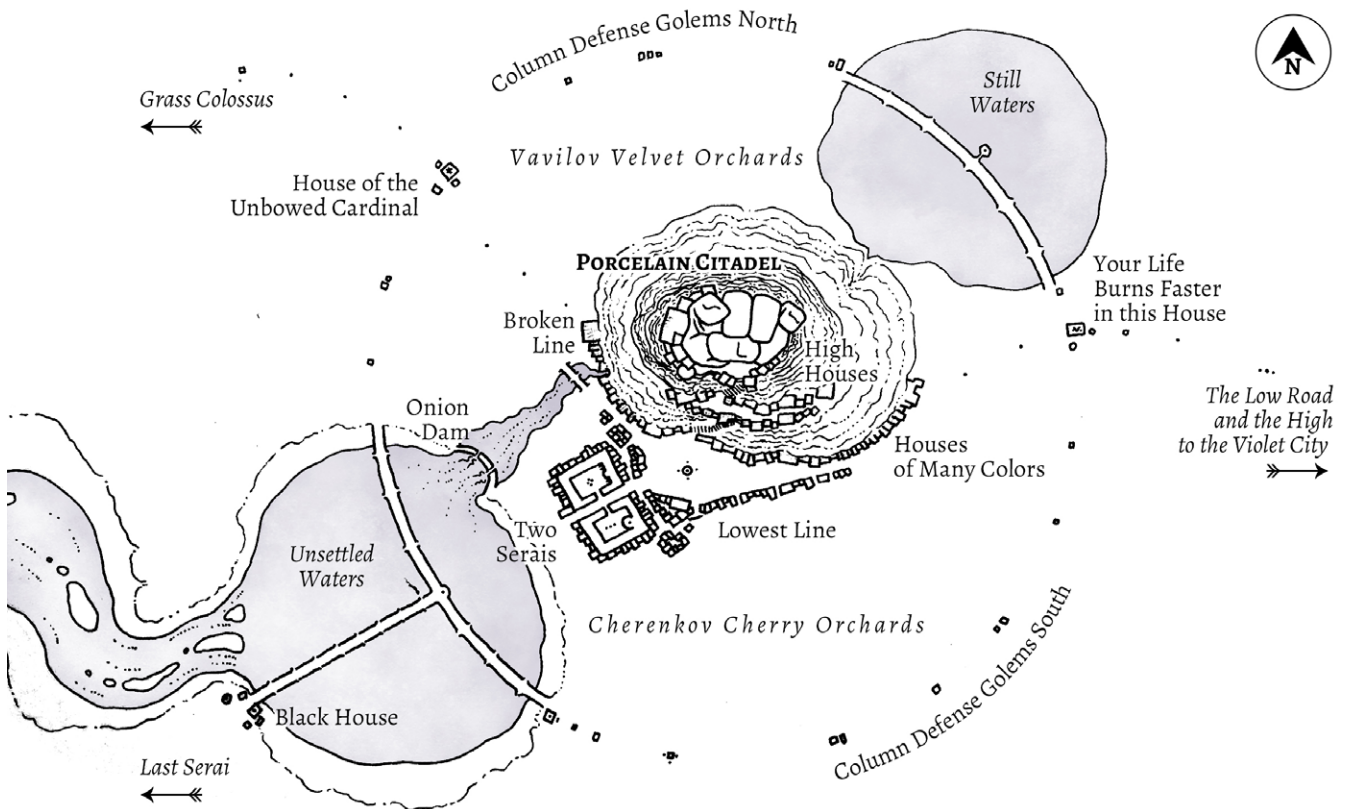 Column Defense Golems North
N
Still
Waters
Grass Colossus
Vavilov Velvet Orchards
House of the
Unbowed Cardinal
PORCELAIN CITADEL
Your Life
Burns Faster
in this House
Broken
Line
High
Houses
The Low Road
and the High
to the Violet City
Onion
Dam
Houses
of Many Colors
Two
Serais
Lowest Line
Unsettled
Waters
Cherenkov Cherry Orchards
Column Defense Golems South
Black House
Last Serai